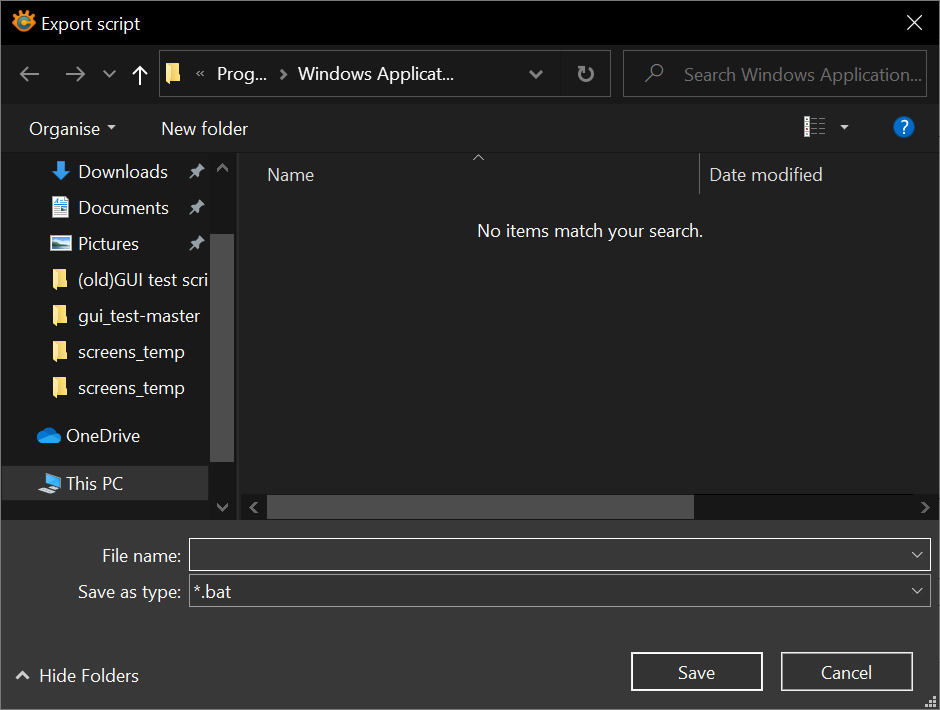 Export script
« Prog... > Windows Applicat...
Search Windows Application...
Organise
New folder
?
Downloads
Documents
Pictures
(old)GUI test scri
gui_test-master
screens_temp
screens_temp
OneDrive
This PC
Name
Date modified
No items match your search.
File name:
Save as type: *.bat
Hide Folders
Save
Cancel